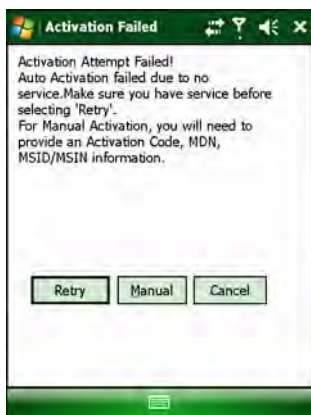 Activation Failed
Activation Attempt Failed!
Auto Activation failed due to no
service.Make sure you have service before
selecting 'Retry'.
For Manual Activation, you will need to
provide an Activation Code, MDN,
MSID/MSIN information.
Retry Manual Cancel